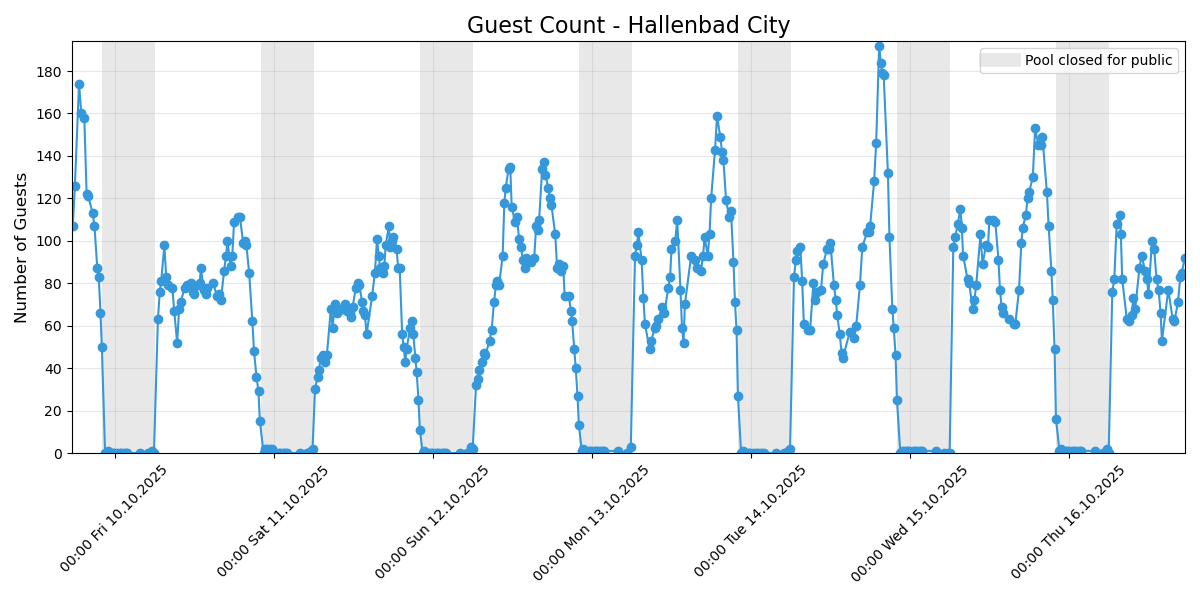 Guest Count - Hallenbad City
Pool closed for public
Number of Guests
180
160
140
120
100
80
60
40
20
0
00:00 Fri 10.10.2025
00:00 Sat 11.10.2025
00:00 Sun 12.10.2025
00:00 Mon 13.10.2025
00:00 Tue 14.10.2025
00:00 Wed 15.10.2025
00:00 Thu 16.10.2025